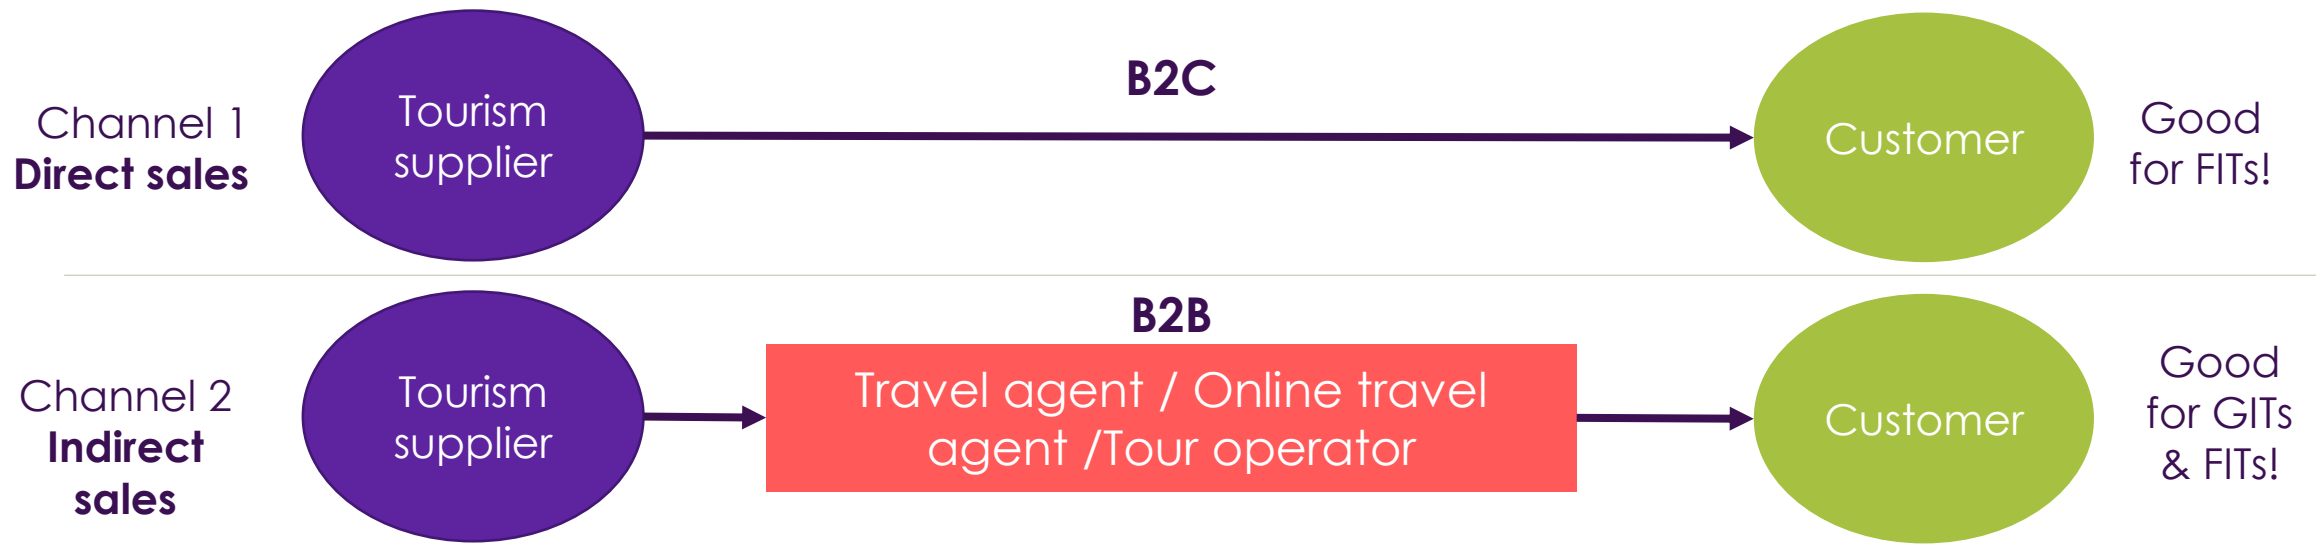 Channel 1
Direct sales
Tourism
supplier
B2C
Customer
Good
for FITs!
Channel 2
Indirect
sales
Tourism
supplier
B2B
Travel agent / Online travel
agent /Tour operator
Customer
Good
for GITs
& FITs!